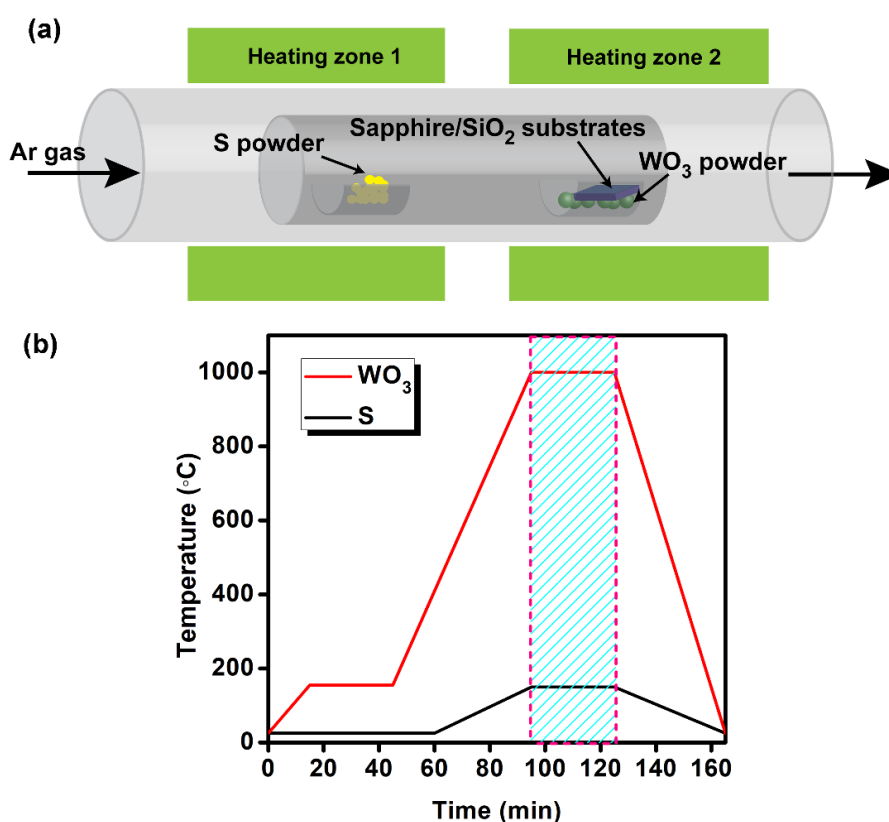 (a)
Heating zone 1
Heating zone 2
Sapphire/SiO₂ substrates
S powder
WO₃ powder
Ar gas
(b)
WO₃
S
1000
800
600
400
200
0
Temperature (°C)
0 20 40 60 80 100 120 140 160
Time (min)